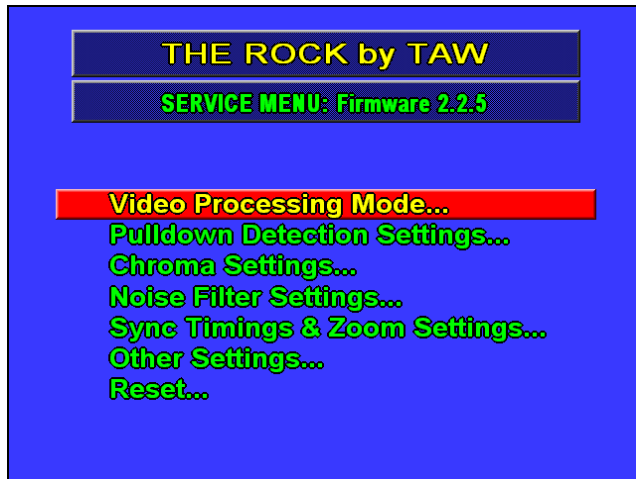 THE ROCK by TAW
SERVICE MENU: Firmware 2.2.5
Video Processing Mode...
Pulldown Detection Settings...
Chroma Settings...
Noise Filter Settings...
Sync Timings & Zoom Settings...
Other Settings...
Reset...